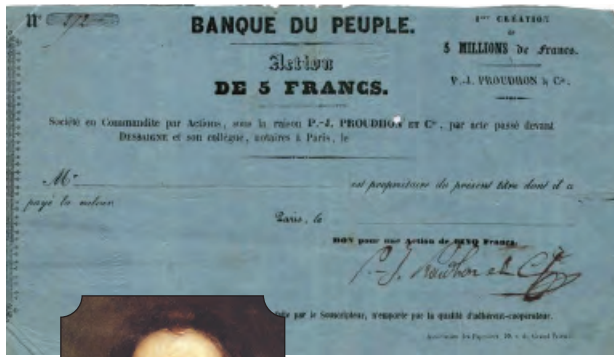 N° 292
BANQUE DU PEUPLE.
1ere CRÉATION
de
5 MILLIONS de Francs.
P.-J. PROUDHON & Cie.
Action
DE 5 FRANCS.
Société en Commandite par Actions, sous la raison P.-J. PROUDHON ET Cie, par acte passé devant
DESSAIGNE et son collègue, notaires à Paris, le
Mr
est propriétaire du présent titre dont il a
payé la valeur
Paris, le
BON pour une Action de CINQ Francs.
P.-J. Proudhon et Cie
par le Souscripteur, n'emporte pas la qualité d'adhérent-coopérateur.